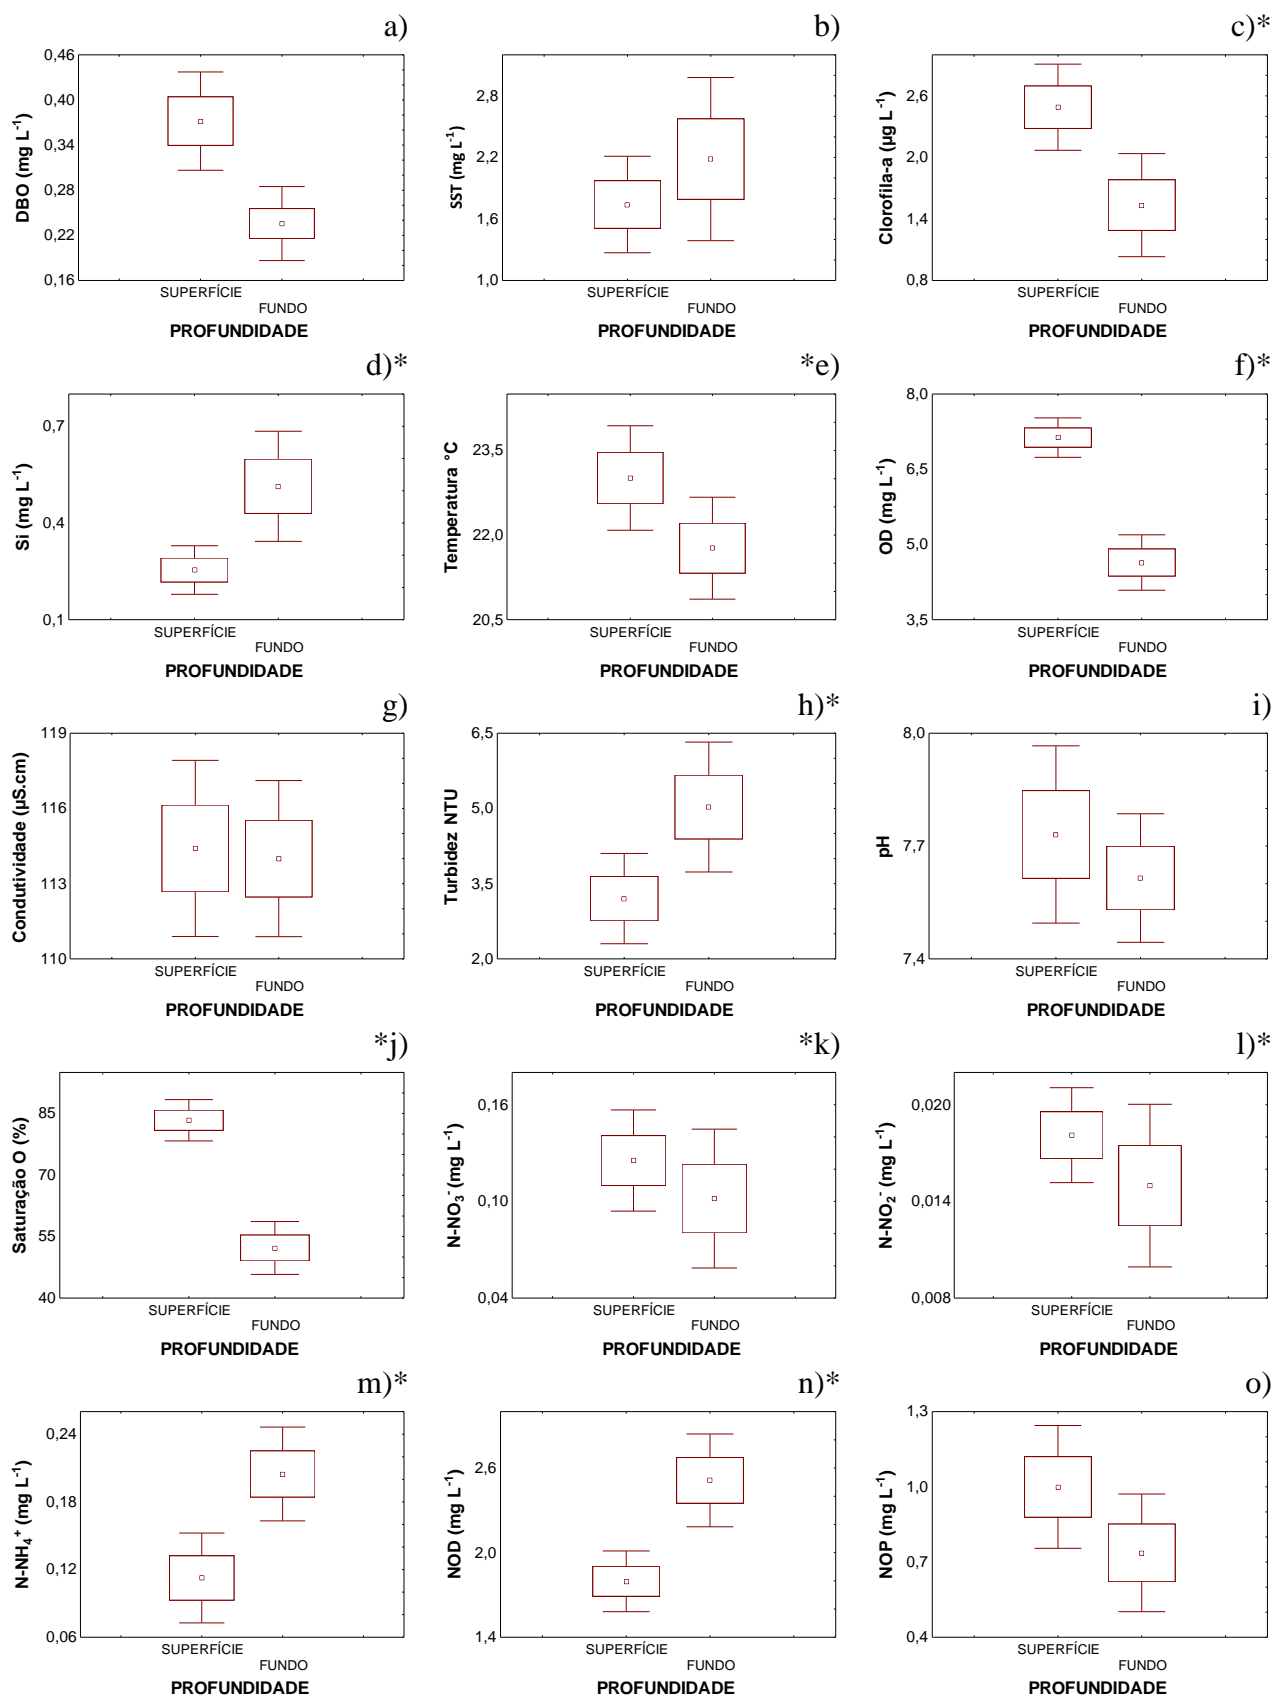 a)
DBO (mg L⁻¹)
0,46
0,40
0,34
0,28
0,22
0,16
SUPERFÍCIE
FUNDO
PROFUNDIDADE
b)
SST (mg L⁻¹)
2,8
2,2
1,6
1,0
SUPERFÍCIE
FUNDO
PROFUNDIDADE
c)*
Clorofila-a (µg L⁻¹)
2,6
2,0
1,4
0,8
SUPERFÍCIE
FUNDO
PROFUNDIDADE
d)*
Si (mg L⁻¹)
0,7
0,4
0,1
SUPERFÍCIE
FUNDO
PROFUNDIDADE
*e)
Temperatura °C
23,5
22,0
20,5
SUPERFÍCIE
FUNDO
PROFUNDIDADE
f)*
OD (mg L⁻¹)
8,0
6,5
5,0
3,5
SUPERFÍCIE
FUNDO
PROFUNDIDADE
g)
Condutividade (µS.cm)
119
116
113
110
SUPERFÍCIE
FUNDO
PROFUNDIDADE
h)*
Turbidez NTU
6,5
5,0
3,5
2,0
SUPERFÍCIE
FUNDO
PROFUNDIDADE
i)
pH
8,0
7,7
7,4
SUPERFÍCIE
FUNDO
PROFUNDIDADE
*j)
Saturação O (%)
85
70
55
40
SUPERFÍCIE
FUNDO
PROFUNDIDADE
*k)
N-NO₃⁻ (mg L⁻¹)
0,16
0,10
0,04
SUPERFÍCIE
FUNDO
PROFUNDIDADE
l)*
N-NO₂⁻ (mg L⁻¹)
0,020
0,014
0,008
SUPERFÍCIE
FUNDO
PROFUNDIDADE
m)*
N-NH₄⁺ (mg L⁻¹)
0,24
0,18
0,12
0,06
SUPERFÍCIE
FUNDO
PROFUNDIDADE
n)*
NOD (mg L⁻¹)
2,6
2,0
1,4
SUPERFÍCIE
FUNDO
PROFUNDIDADE
o)
NOP (mg L⁻¹)
1,3
1,0
0,7
0,4
SUPERFÍCIE
FUNDO
PROFUNDIDADE